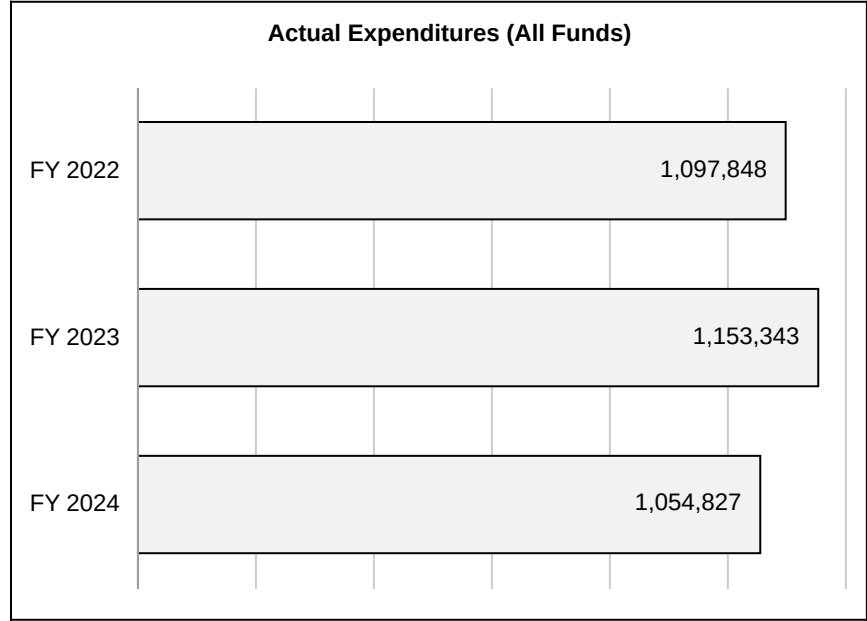 Actual Expenditures (All Funds)
FY 2022
1,097,848
FY 2023
1,153,343
FY 2024
1,054,827